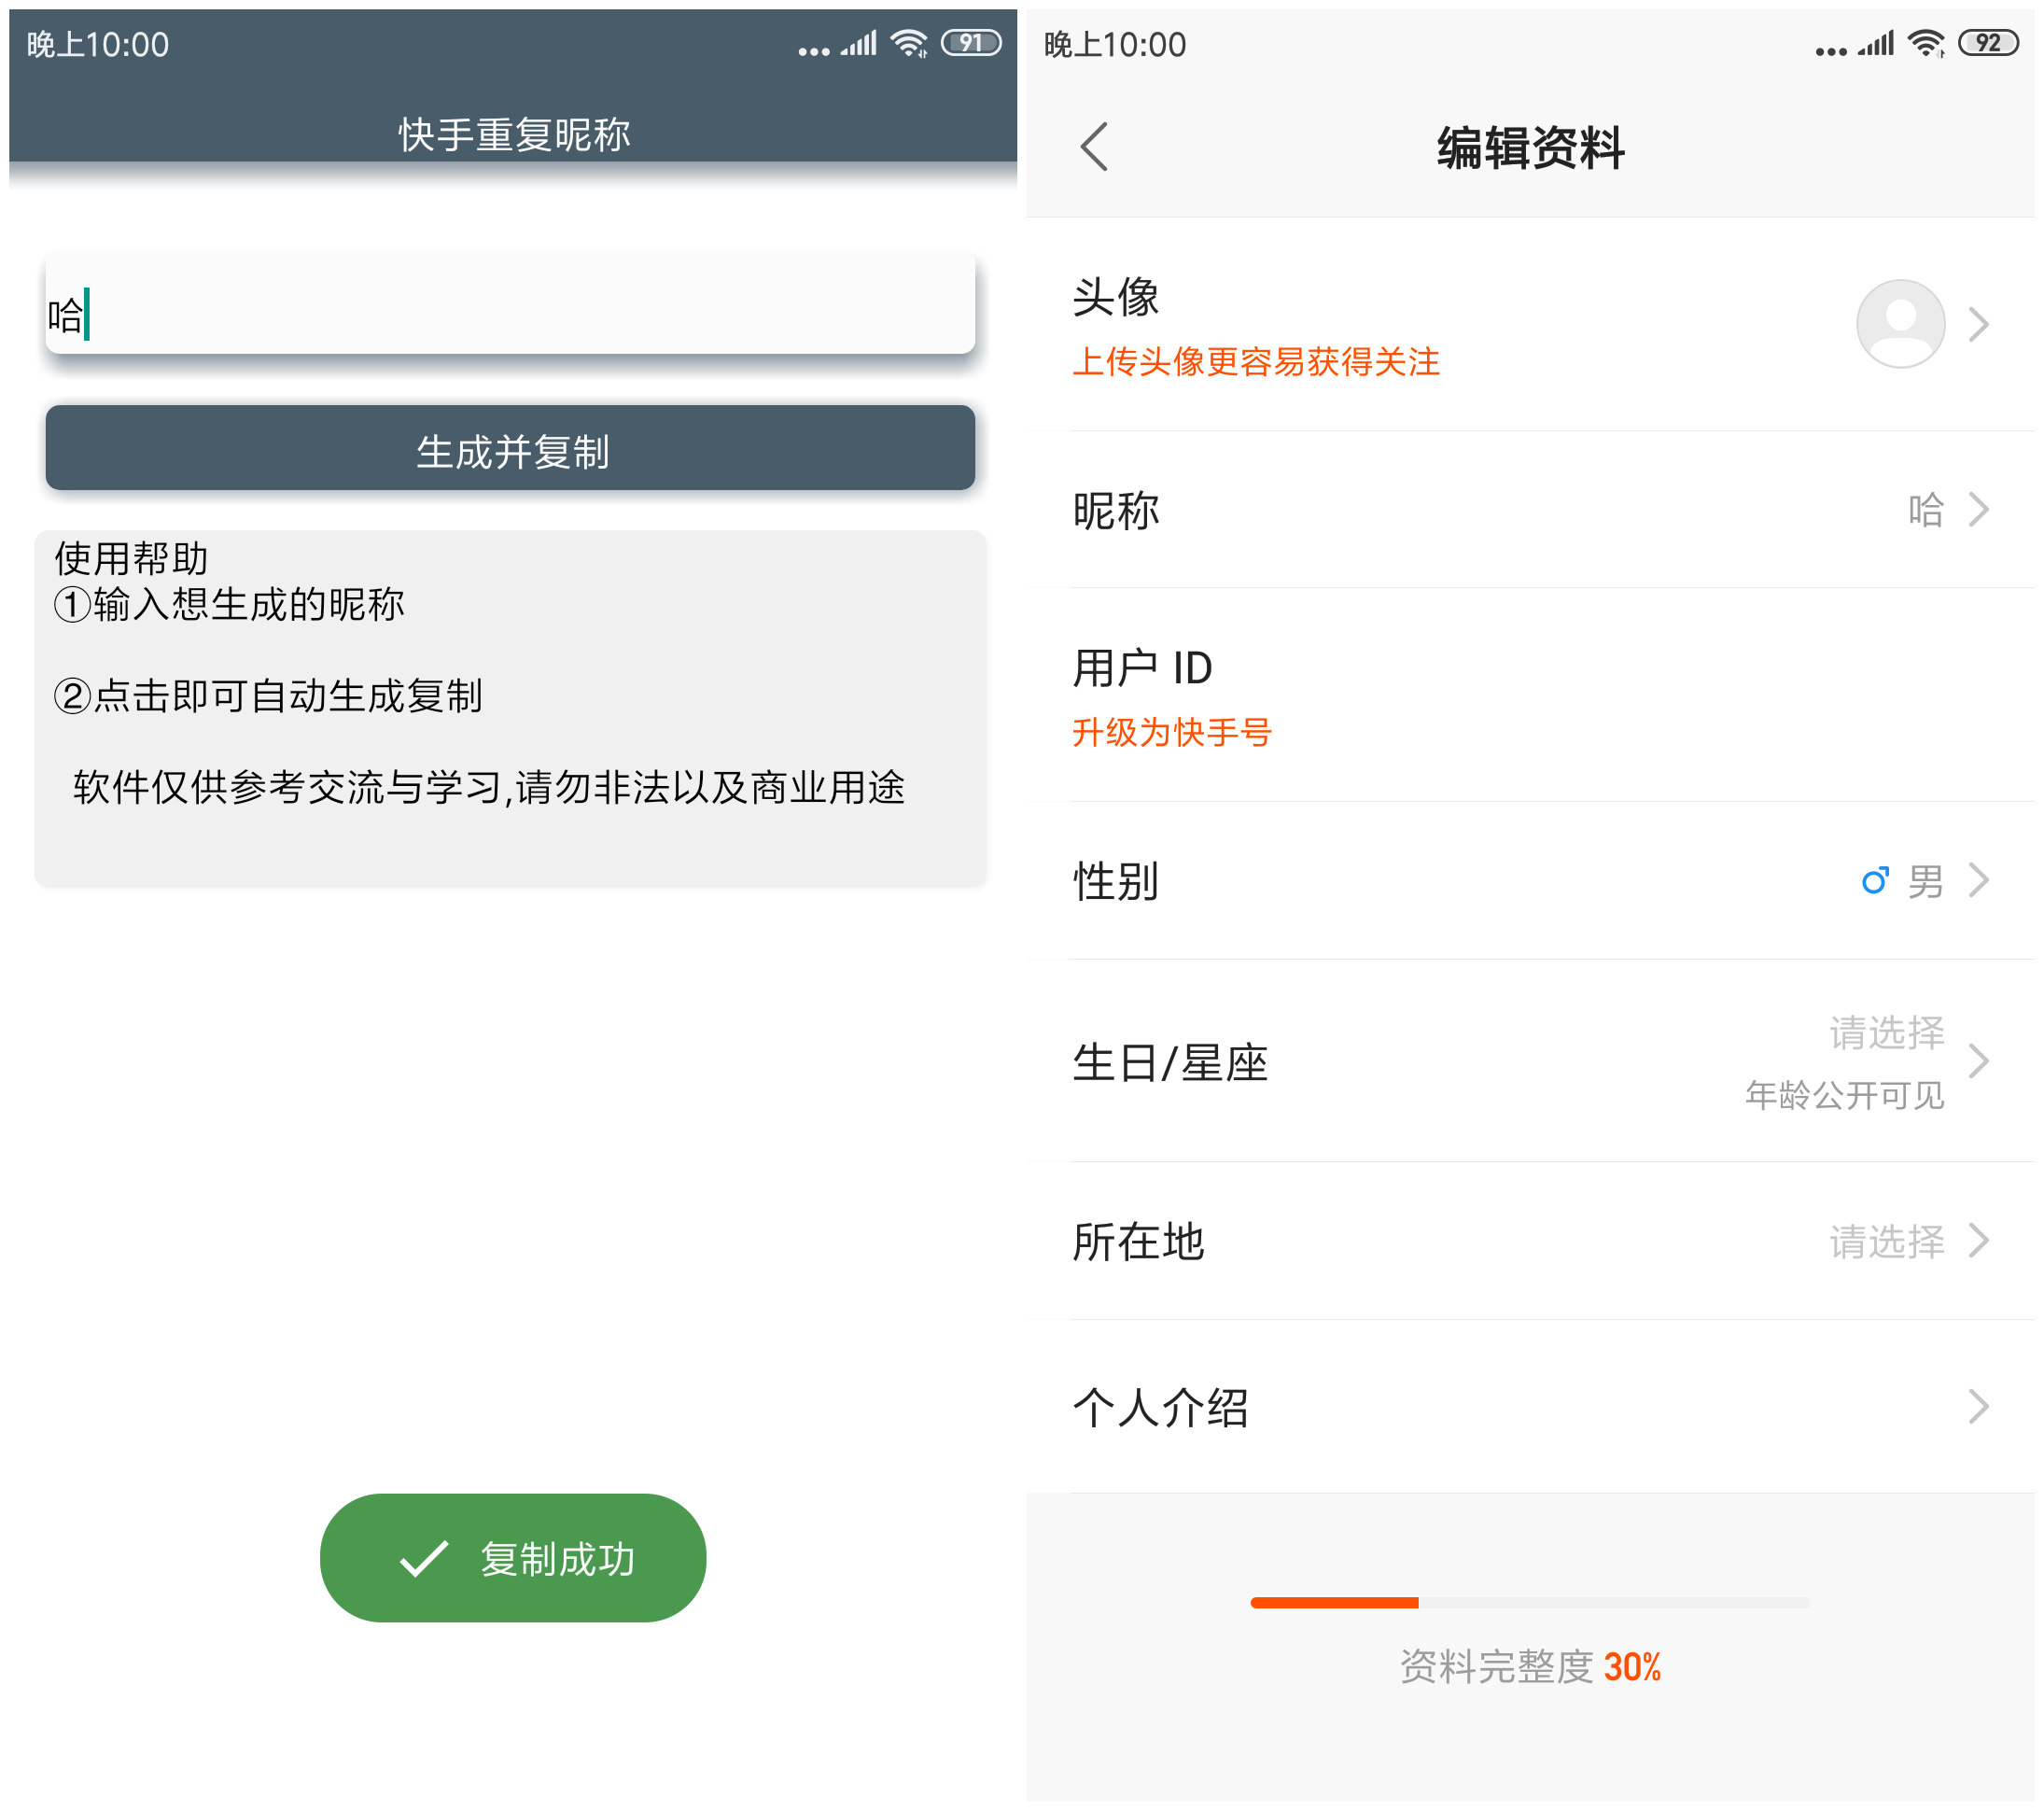 晚上10:00
91
快手重复昵称
哈
生成并复制
使用帮助
①输入想生成的昵称
②点击即可自动生成复制
软件仅供参考交流与学习,请勿非法以及商业用途
复制成功
晚上10:00
92
编辑资料
头像
上传头像更容易获得关注
昵称
哈
用户 ID
升级为快手号
性别
男
生日/星座
请选择
年龄公开可见
所在地
请选择
个人介绍
资料完整度 30%